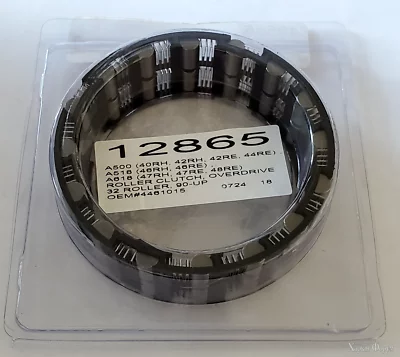 12865
A500 (40RH, 42RH, 42RE, 44RE)
A518 (46RH, 46RE)
A618 (47RH, 47RE, 48RE)
ROLLER CLUTCH, OVERDRIVE
32 ROLLER, 90-UP 0724 18
OEM#4461015